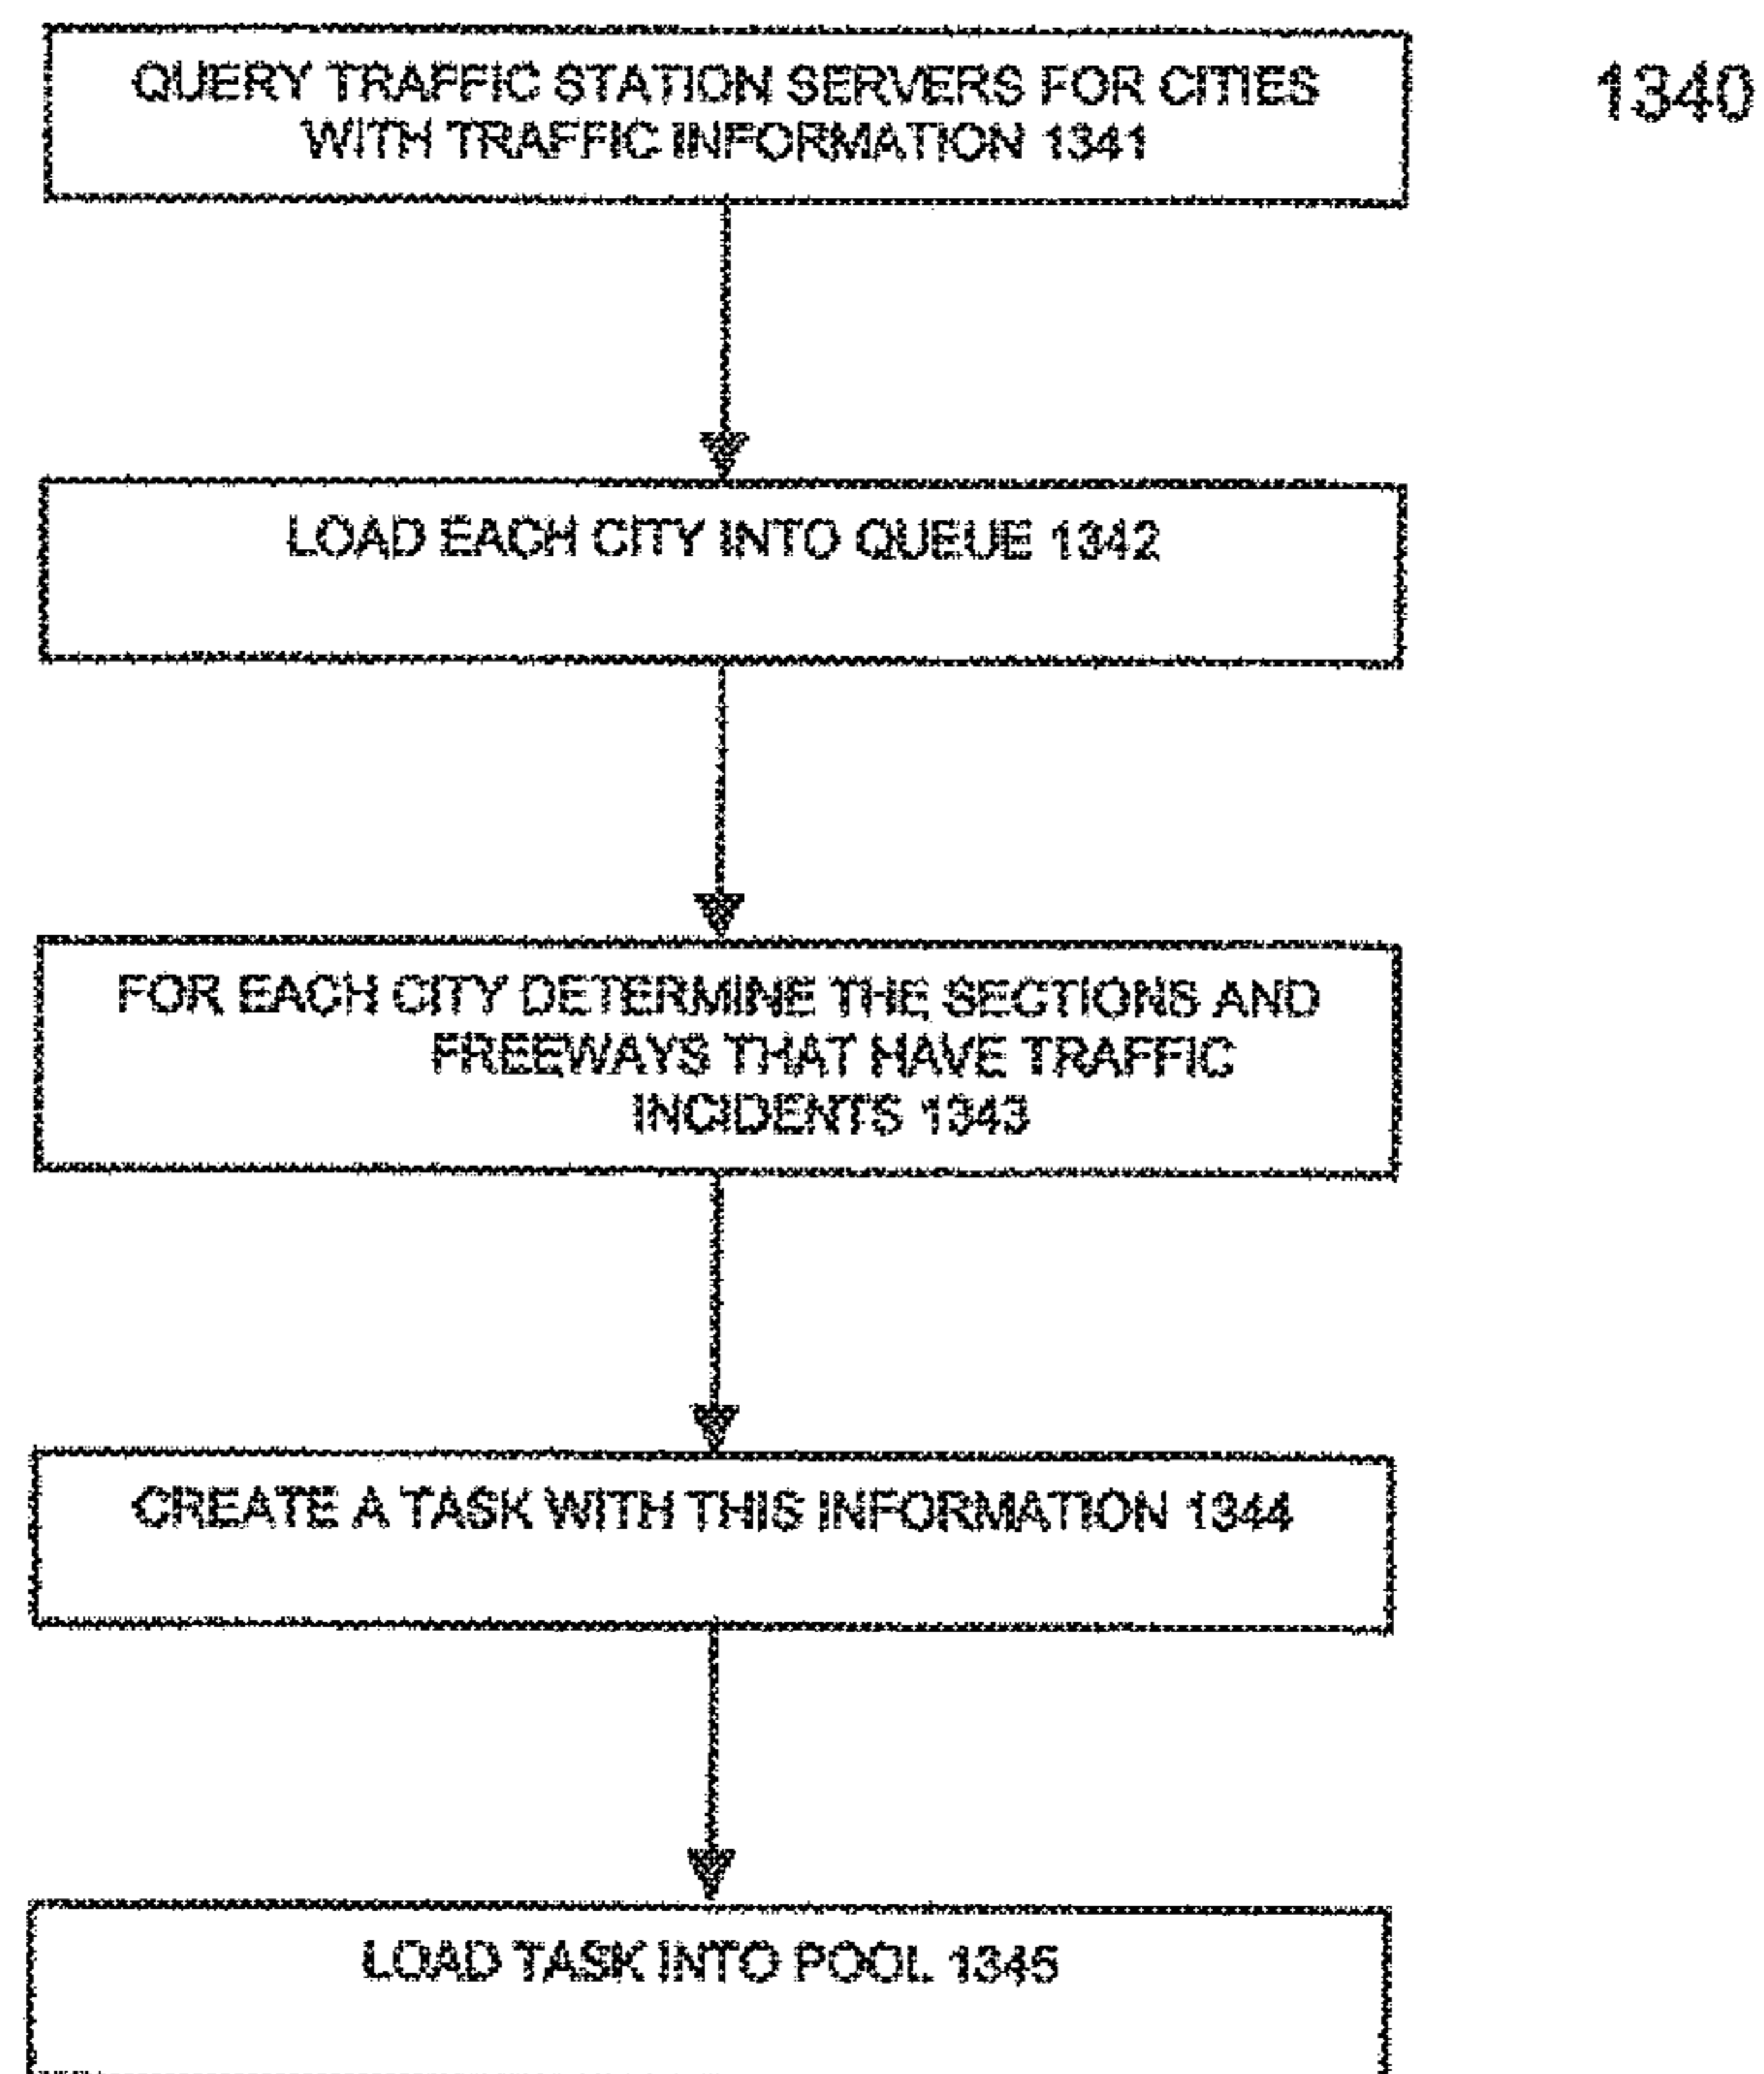 QUERY TRAFFIC STATION SERVERS FOR CITIES
WITH TRAFFIC INFORMATION 1341
1340
LOAD EACH CITY INTO QUEUE 1342
FOR EACH CITY DETERMINE THE SECTIONS AND
FREEWAYS THAT HAVE TRAFFIC
INCIDENTS 1343
CREATE A TASK WITH THIS INFORMATION 1344
LOAD TASK INTO POOL 1345